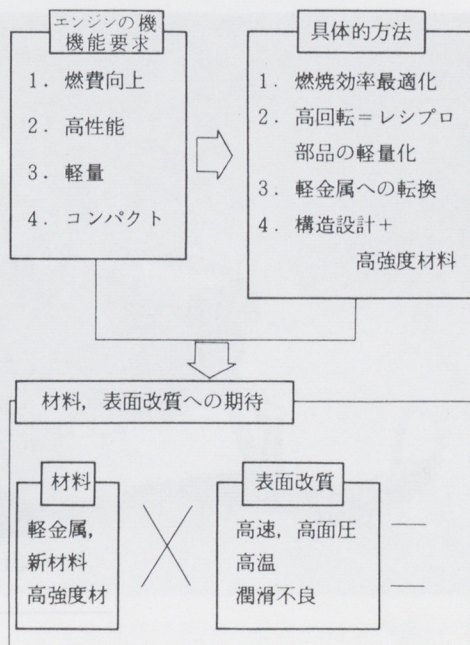 エンジンの機
機能要求
1．燃費向上
2．高性能
3．軽量
4．コンパクト
具体的方法
1．燃焼効率最適化
2．高回転＝レシプロ
部品の軽量化
3．軽金属への転換
4．構造設計＋
高強度材料
材料，表面改質への期待
材料
軽金属，
新材料
高強度材
表面改質
高速，高面圧
高温
潤滑不良